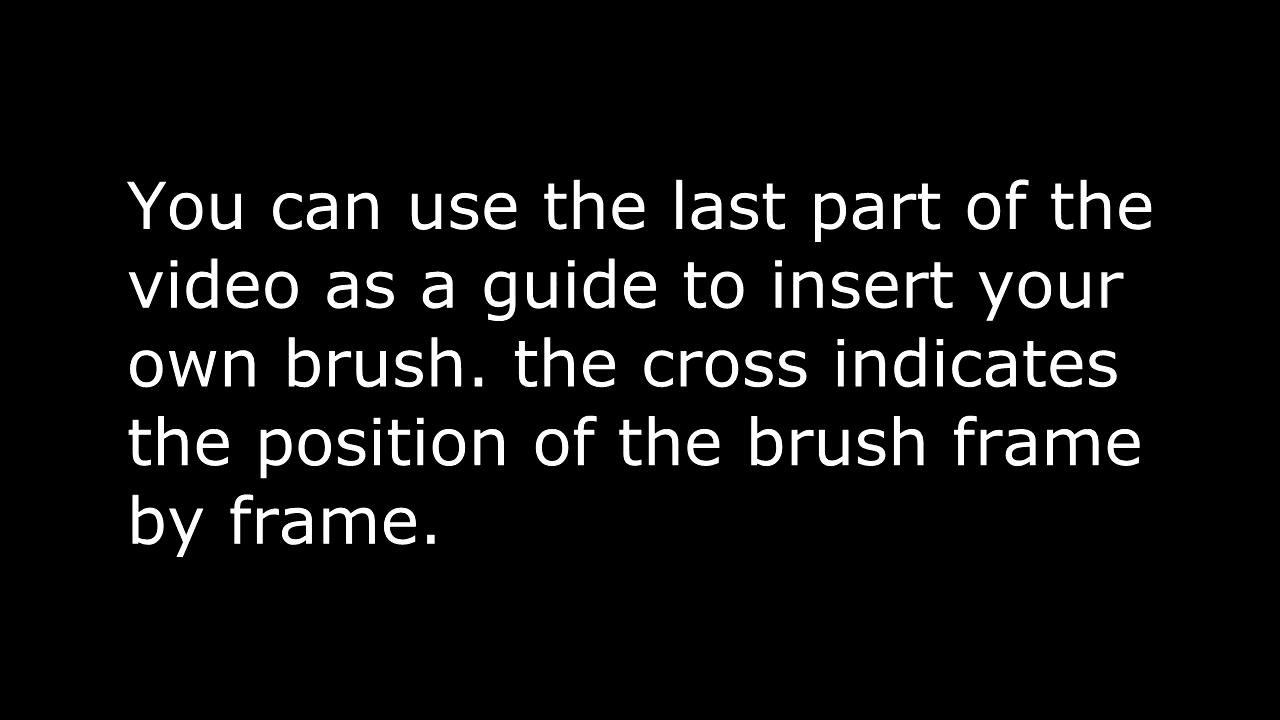 You can use the last part of the
video as a guide to insert your
own brush. the cross indicates
the position of the brush frame
by frame.